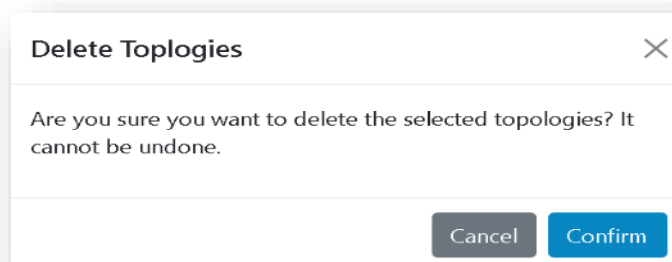 Delete Toplogies
Are you sure you want to delete the selected topologies? It
cannot be undone.
Cancel Confirm